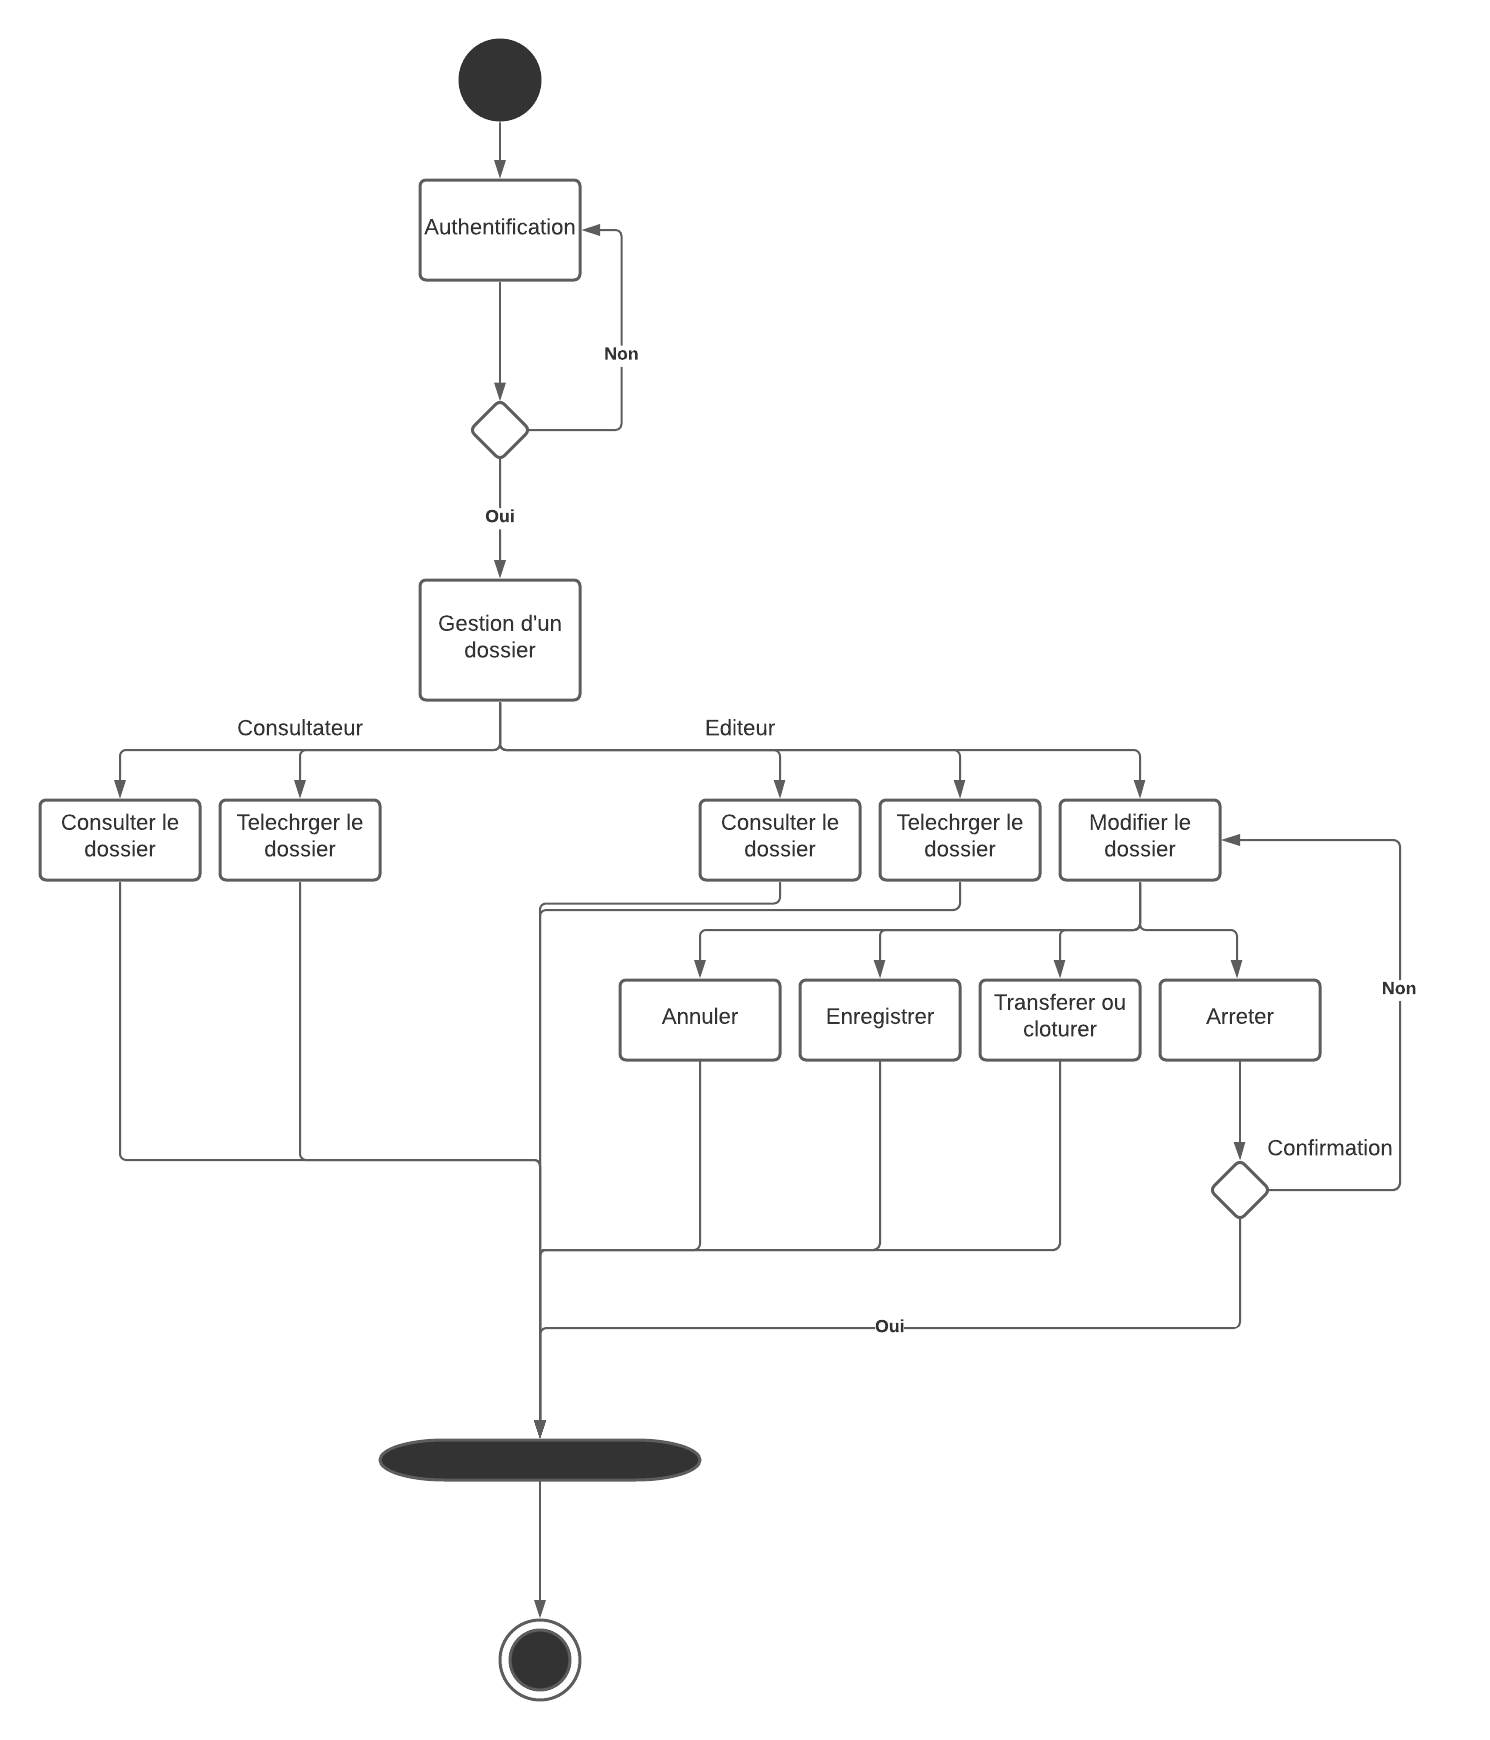 Authentification
Non
Oui
Gestion d'un
dossier
Consultateur
Editeur
Consulter le
dossier
Telechrger le
dossier
Consulter le
dossier
Telechrger le
dossier
Modifier le
dossier
Annuler
Enregistrer
Transferer ou
cloturer
Arreter
Non
Confirmation
Oui